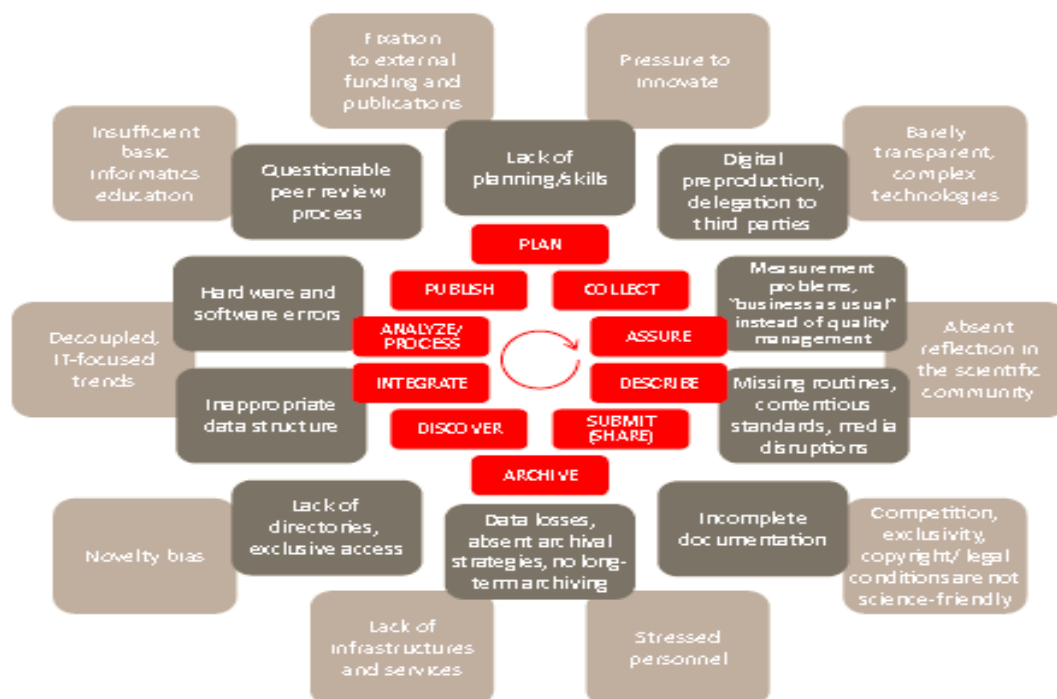 Fixation
to external
funding and
publications
Pressure to
innovate
Insufficient
basic
informatics
education
Questionable
peer review
process
Lack of
planning/skills
Digital
preproduction,
delegation to
third parties
Barely
transparent,
complex
technologies
PLAN
PUBLISH
COLLECT
Hardware and
software errors
Measurement
problems,
"business as usual"
instead of quality
management
ANALYZE/
PROCESS
ASSURE
Decoupled,
IT-focused
trends
Absent
reflection in
the scientific
community
INTEGRATE
DESCRIBE
Inappropriate
data structure
Missing routines,
contentious
standards, media
disruptions
DISCOVER
SUBMIT
(SHARE)
ARCHIVE
Novelty bias
Lack of
directories,
exclusive access
Data losses,
absent archival
strategies, no long-
term archiving
Incomplete
documentation
Competition,
exclusivity,
copyright/ legal
conditions are not
science-friendly
Lack of
infrastructures
and services
Stressed
personnel